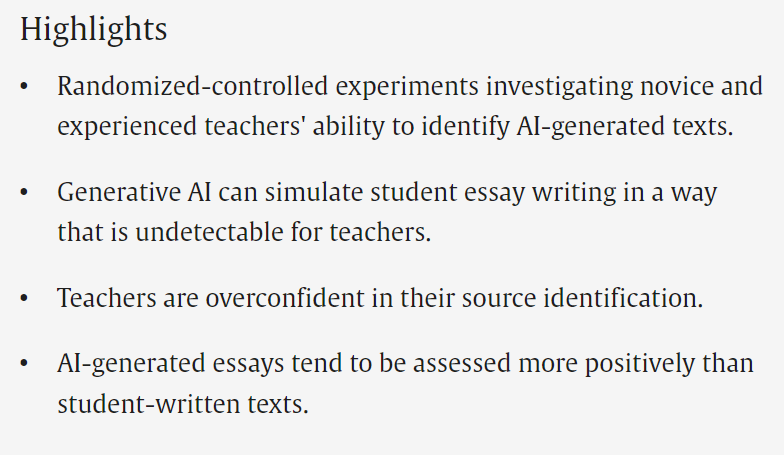 Highlights
• Randomized-controlled experiments investigating novice and
experienced teachers' ability to identify AI-generated texts.
• Generative AI can simulate student essay writing in a way
that is undetectable for teachers.
• Teachers are overconfident in their source identification.
• AI-generated essays tend to be assessed more positively than
student-written texts.